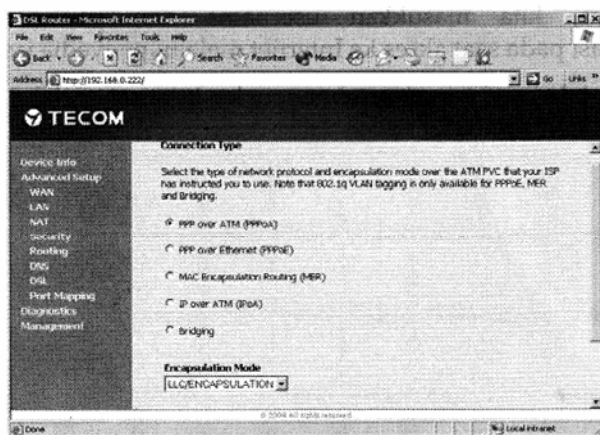 DSL Router - Microsoft Internet Explorer
File Edit View Favorites Tools Help
Back Search Favorites Media
Address http://192.168.0.222/ Go Links »
TECOM
Device Info
Advanced Setup
WAN
LAN
NAT
Security
Routing
DNS
DSL
Port Mapping
Diagnostics
Management
Connection Type
Select the type of network protocol and encapsulation mode over the ATM PVC that your ISP
has instructed you to use. Note that 802.1q VLAN tagging is only available for PPPoE, MER
and Bridging.
PPP over ATM (PPPoA)
PPP over Ethernet (PPPoE)
MAC Encapsulation Routing (MER)
IP over ATM (IPoA)
Bridging
Encapsulation Mode
LLC/ENCAPSULATION
All rights reserved.
Done Local intranet